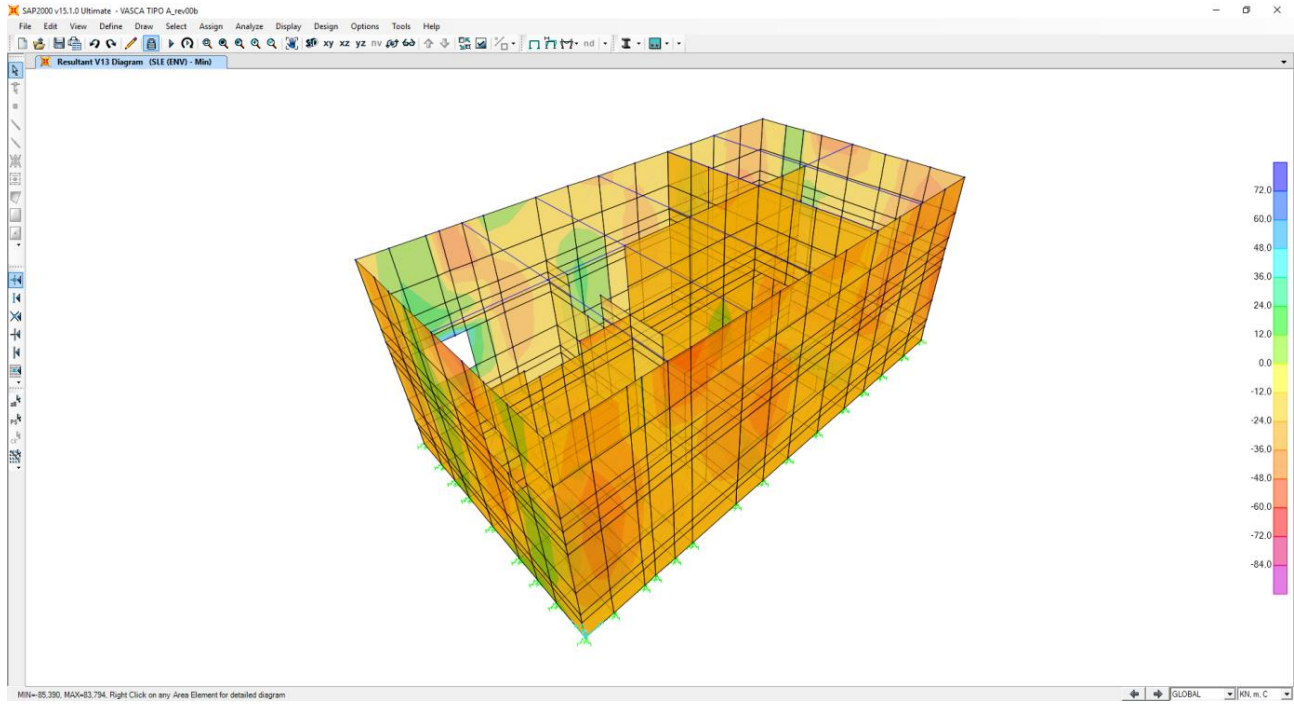 SAP2000 v15.1.0 Ultimate - VASCA TIPO A_rev00b
File Edit View Define Draw Select Assign Analyze Display Design Options Tools Help
xy xz yz nv nd
Resultant V13 Diagram (SLE (ENV) - Min)
72.0
60.0
48.0
36.0
24.0
12.0
0.0
-12.0
-24.0
-36.0
-48.0
-60.0
-72.0
-84.0
MIN=-85.390, MAX=83.794, Right Click on any Area Element for detailed diagram
GLOBAL
KN, m, C